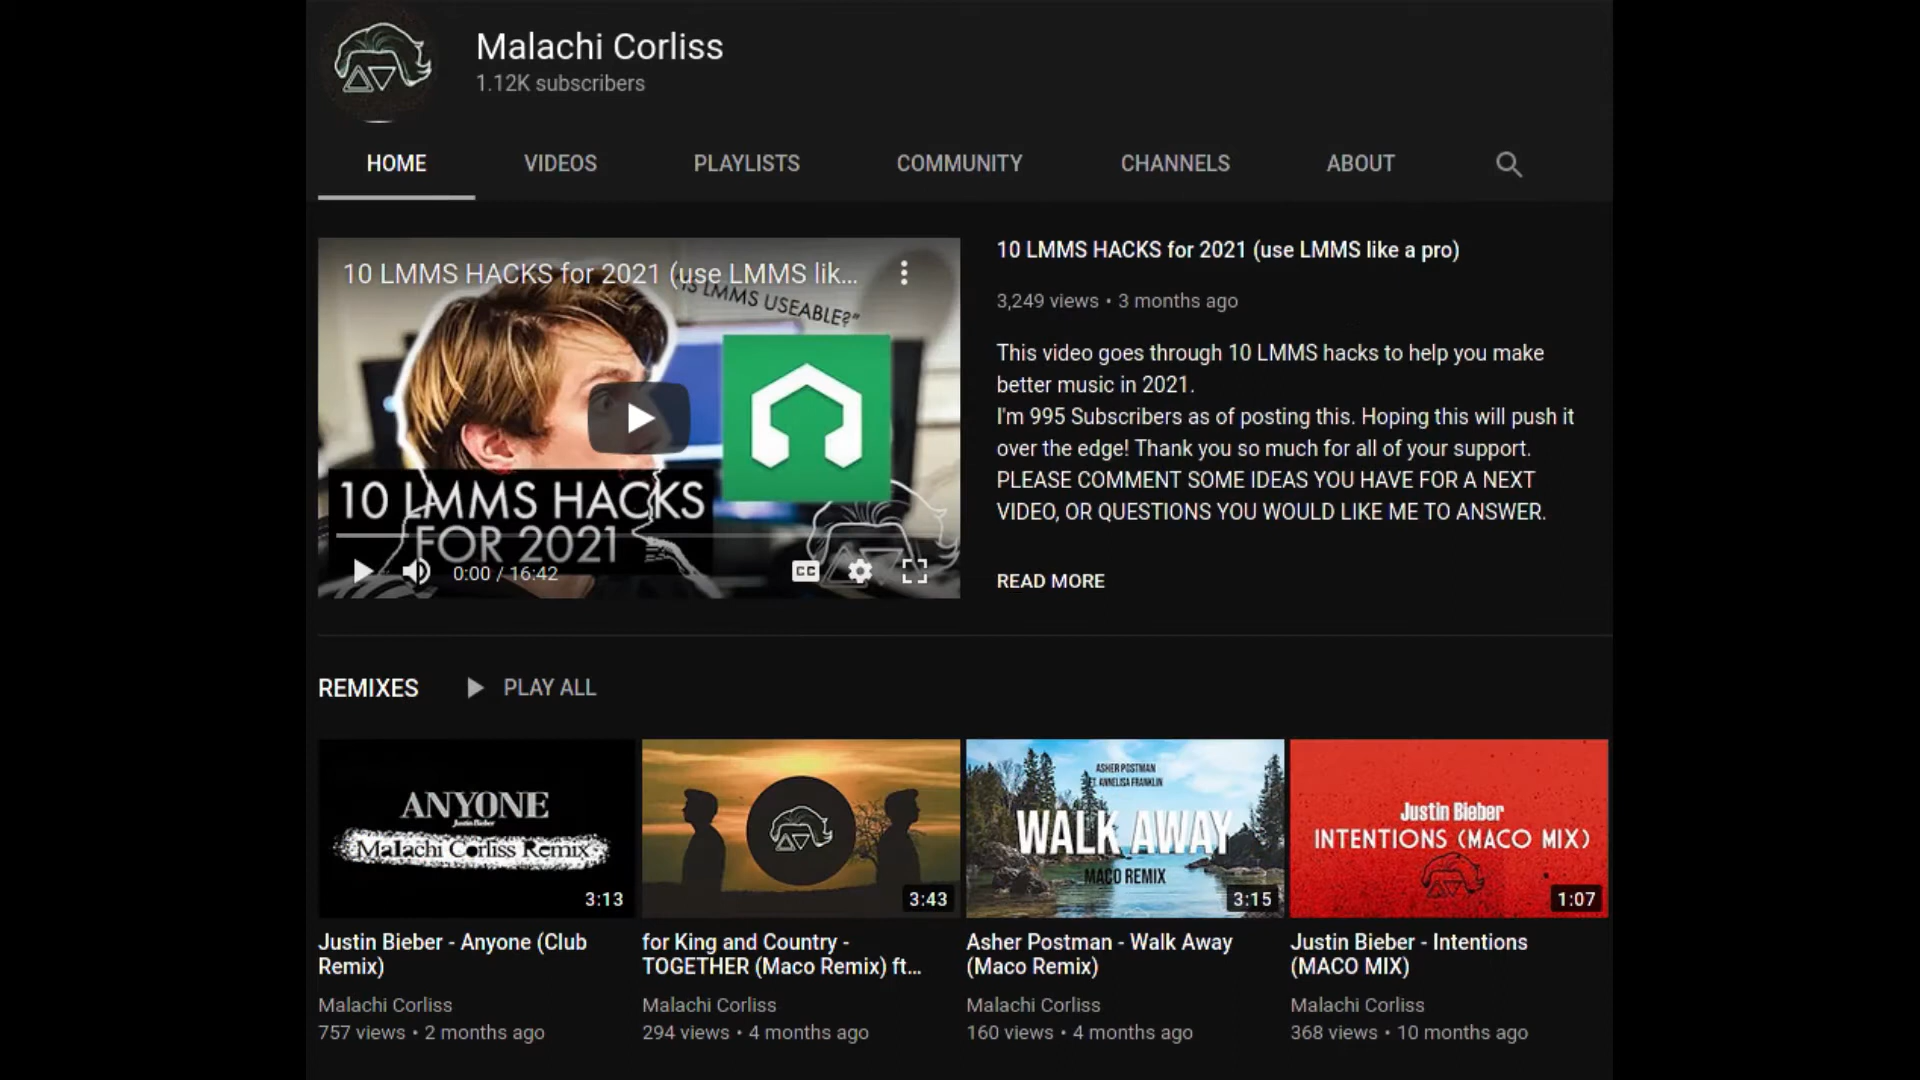 Malachi Corliss
1.12K subscribers
HOME VIDEOS PLAYLISTS COMMUNITY CHANNELS ABOUT
10 LMMS HACKS for 2021 (use LMMS lik...
"IS LMMS USEABLE?"
10 LMMS HACKS
FOR 2021
0:00 / 16:42
CC
10 LMMS HACKS for 2021 (use LMMS like a pro)
3,249 views • 3 months ago
This video goes through 10 LMMS hacks to help you make
better music in 2021.
I'm 995 Subscribers as of posting this. Hoping this will push it
over the edge! Thank you so much for all of your support.
PLEASE COMMENT SOME IDEAS YOU HAVE FOR A NEXT
VIDEO, OR QUESTIONS YOU WOULD LIKE ME TO ANSWER.
READ MORE
REMIXES PLAY ALL
ANYONE
Justin Bieber
Malachi Corliss Remix
3:13
Justin Bieber - Anyone (Club
Remix)
Malachi Corliss
757 views • 2 months ago
3:43
for King and Country -
TOGETHER (Maco Remix) ft...
Malachi Corliss
294 views • 4 months ago
ASHER POSTMAN
FT. ANNELISA FRANKLIN
WALK AWAY
MACO REMIX
3:15
Asher Postman - Walk Away
(Maco Remix)
Malachi Corliss
160 views • 4 months ago
Justin Bieber
INTENTIONS (MACO MIX)
1:07
Justin Bieber - Intentions
(MACO MIX)
Malachi Corliss
368 views • 10 months ago